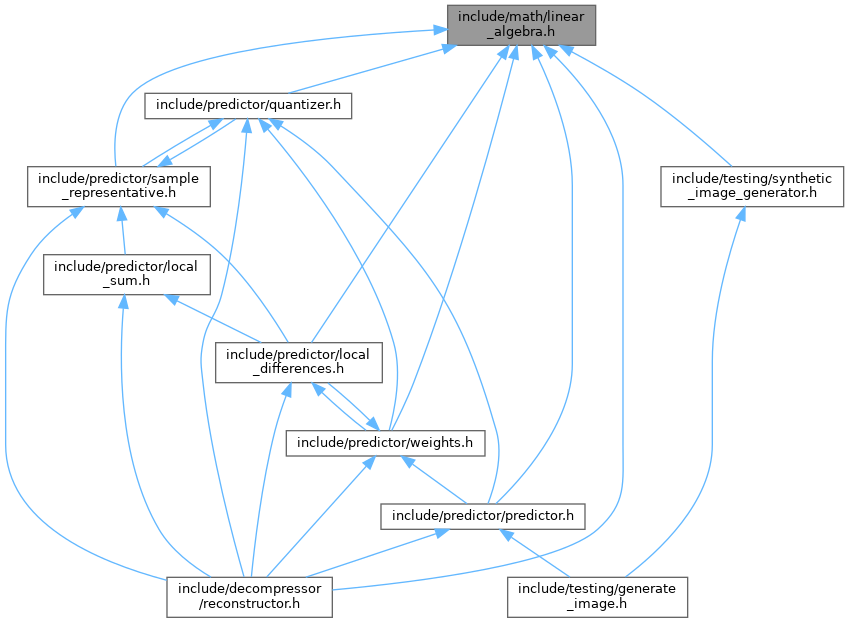 include/math/linear
_algebra.h
include/predictor/quantizer.h
include/predictor/sample
_representative.h
include/testing/synthetic
_image_generator.h
include/predictor/local
_sum.h
include/predictor/local
_differences.h
include/predictor/weights.h
include/predictor/predictor.h
include/decompressor
/reconstructor.h
include/testing/generate
_image.h